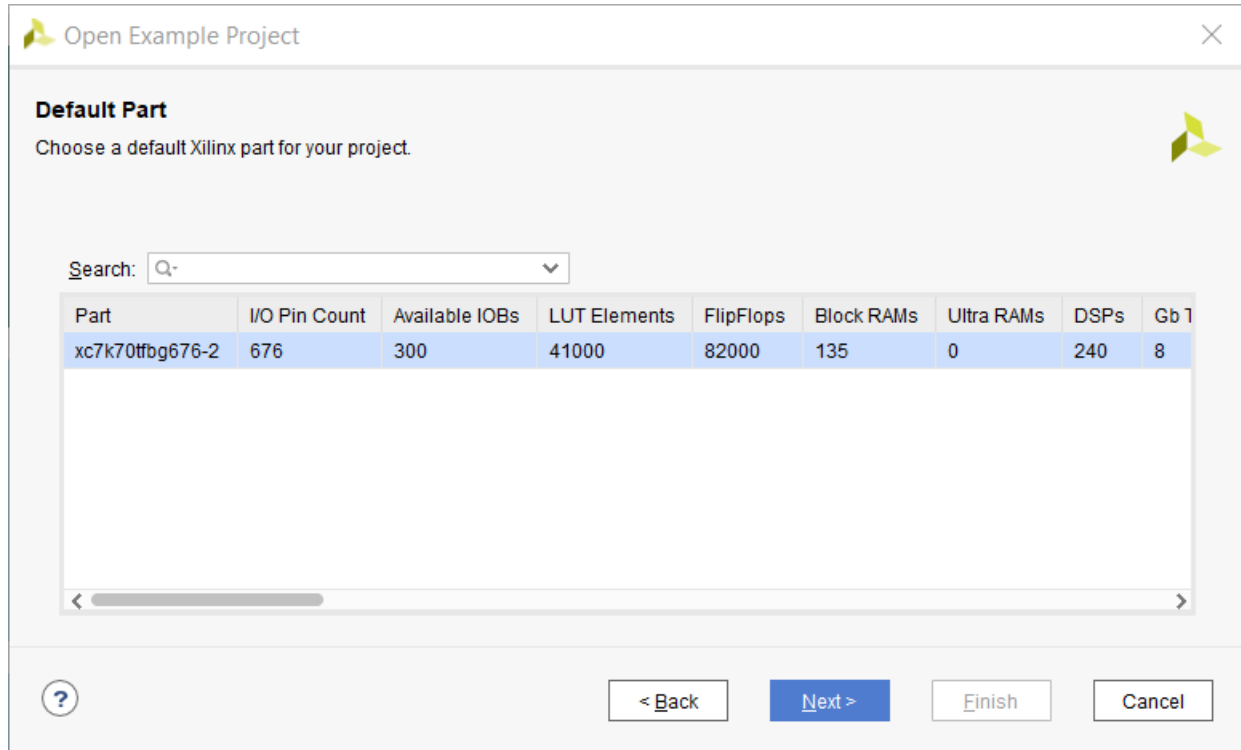 Open Example Project
Default Part
Choose a default Xilinx part for your project.
Search:
Part I/O Pin Count Available IOBs LUT Elements FlipFlops Block RAMs Ultra RAMs DSPs Gb
xc7k70tfbg676-2 676 300 41000 82000 135 0 240 8
? < Back Next > Finish Cancel